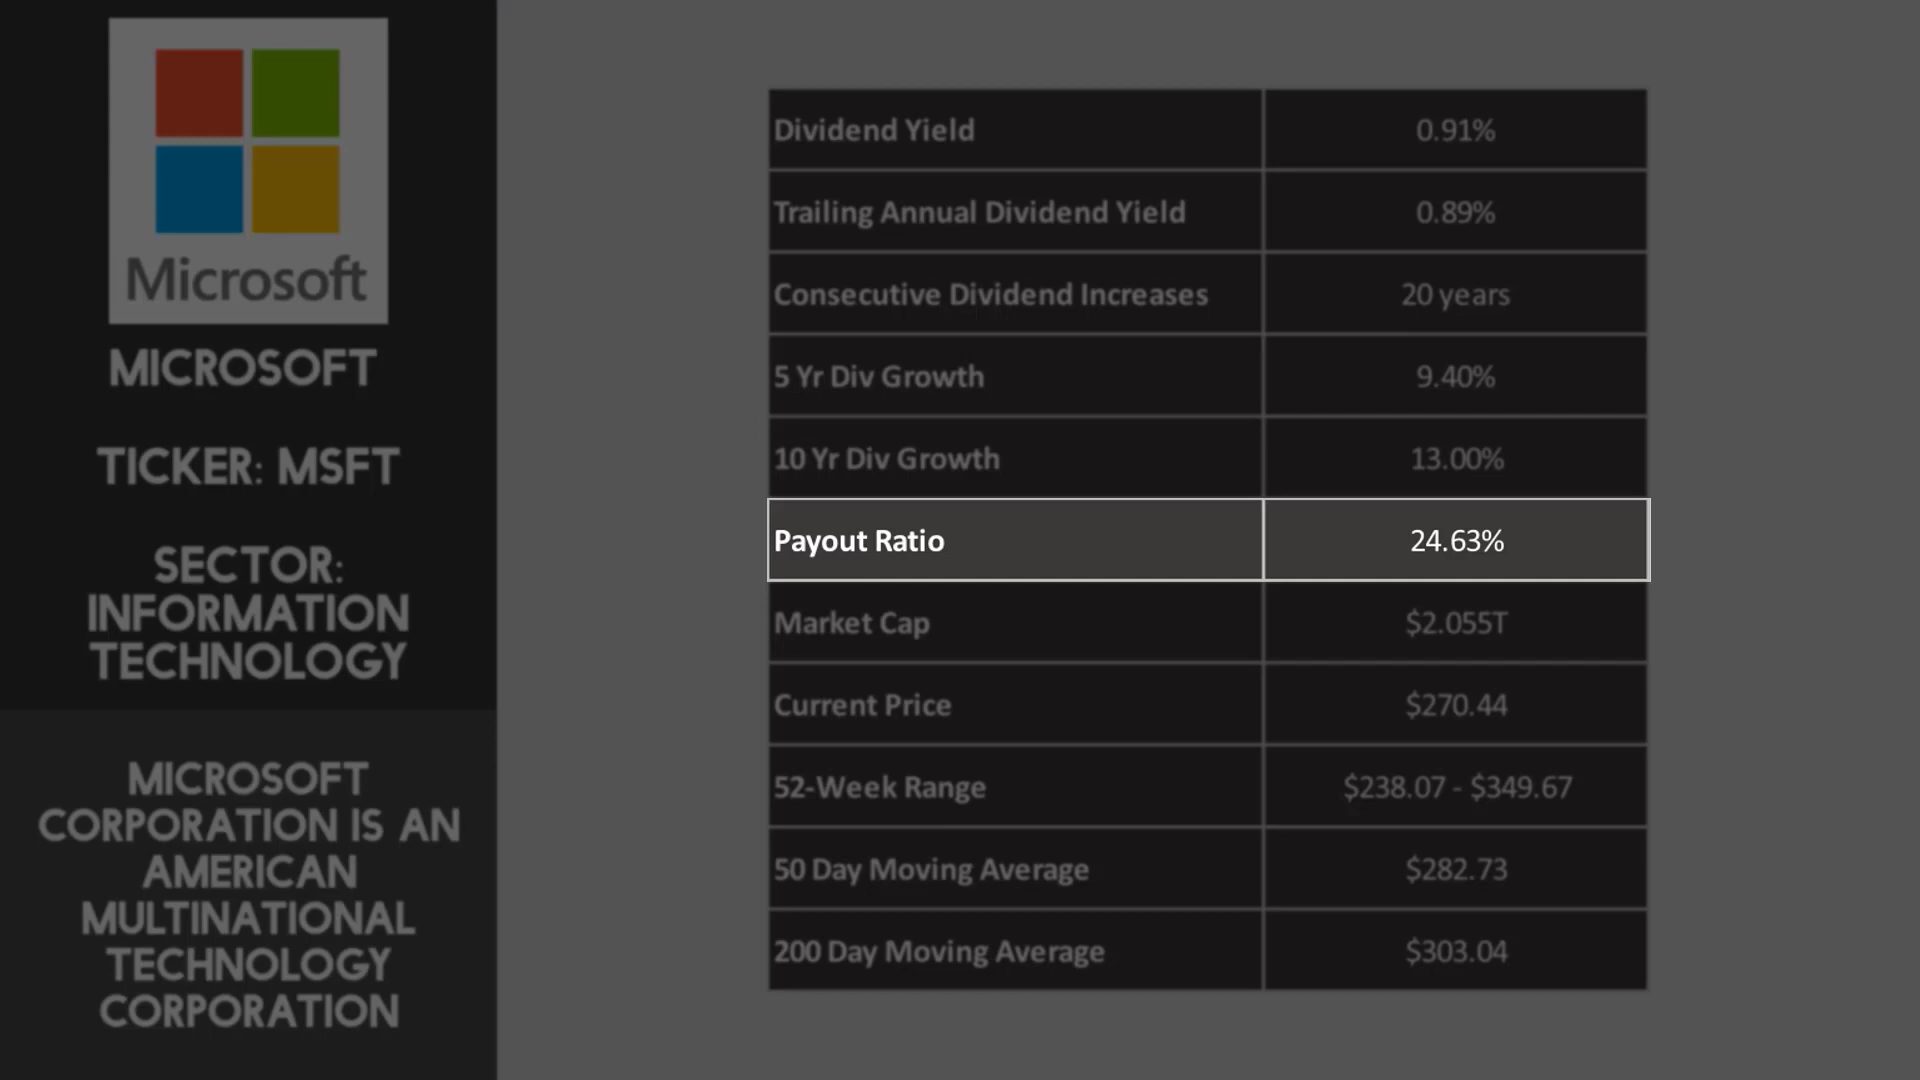 Microsoft
MICROSOFT
TICKER: MSFT
SECTOR:
INFORMATION
TECHNOLOGY
MICROSOFT
CORPORATION IS AN
AMERICAN
MULTINATIONAL
TECHNOLOGY
CORPORATION
Dividend Yield 0.91%
Trailing Annual Dividend Yield 0.89%
Consecutive Dividend Increases 20 years
5 Yr Div Growth 9.40%
10 Yr Div Growth 13.00%
Payout Ratio 24.63%
Market Cap $2.055T
Current Price $270.44
52-Week Range $238.07 - $349.67
50 Day Moving Average $282.73
200 Day Moving Average $303.04